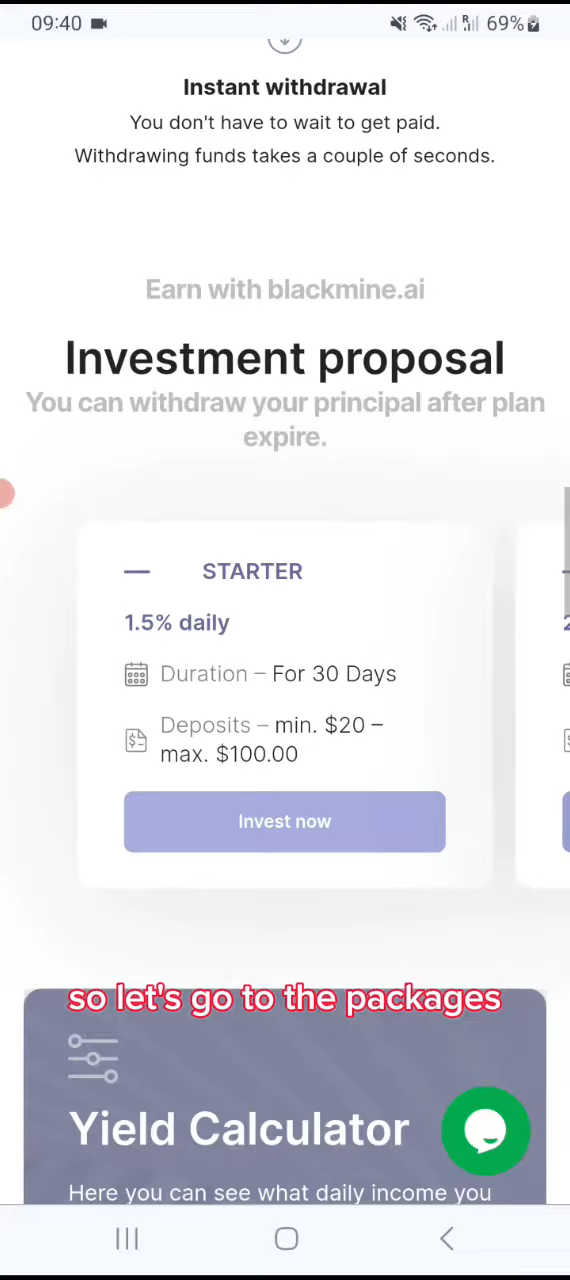 09:40
69%
Instant withdrawal
You don't have to wait to get paid.
Withdrawing funds takes a couple of seconds.
Earn with blackmine.ai
Investment proposal
You can withdraw your principal after plan
expire.
— STARTER
1.5% daily
Duration – For 30 Days
Deposits – min. $20 –
max. $100.00
Invest now
so let's go to the packages
Yield Calculator
Here you can see what daily income you